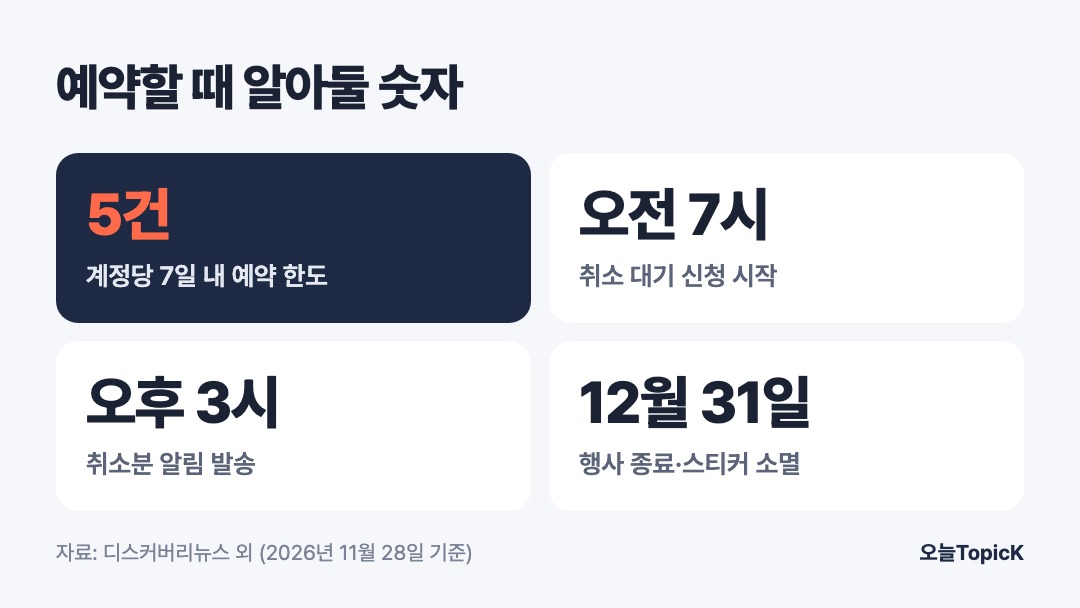 예약할 때 알아둘 숫자
5건
계정당 7일 내 예약 한도
오전 7시
취소 대기 신청 시작
오후 3시
취소분 알림 발송
12월 31일
행사 종료·스티커 소멸
자료: 디스커버리뉴스 외 (2026년 11월 28일 기준)
오늘TopicK